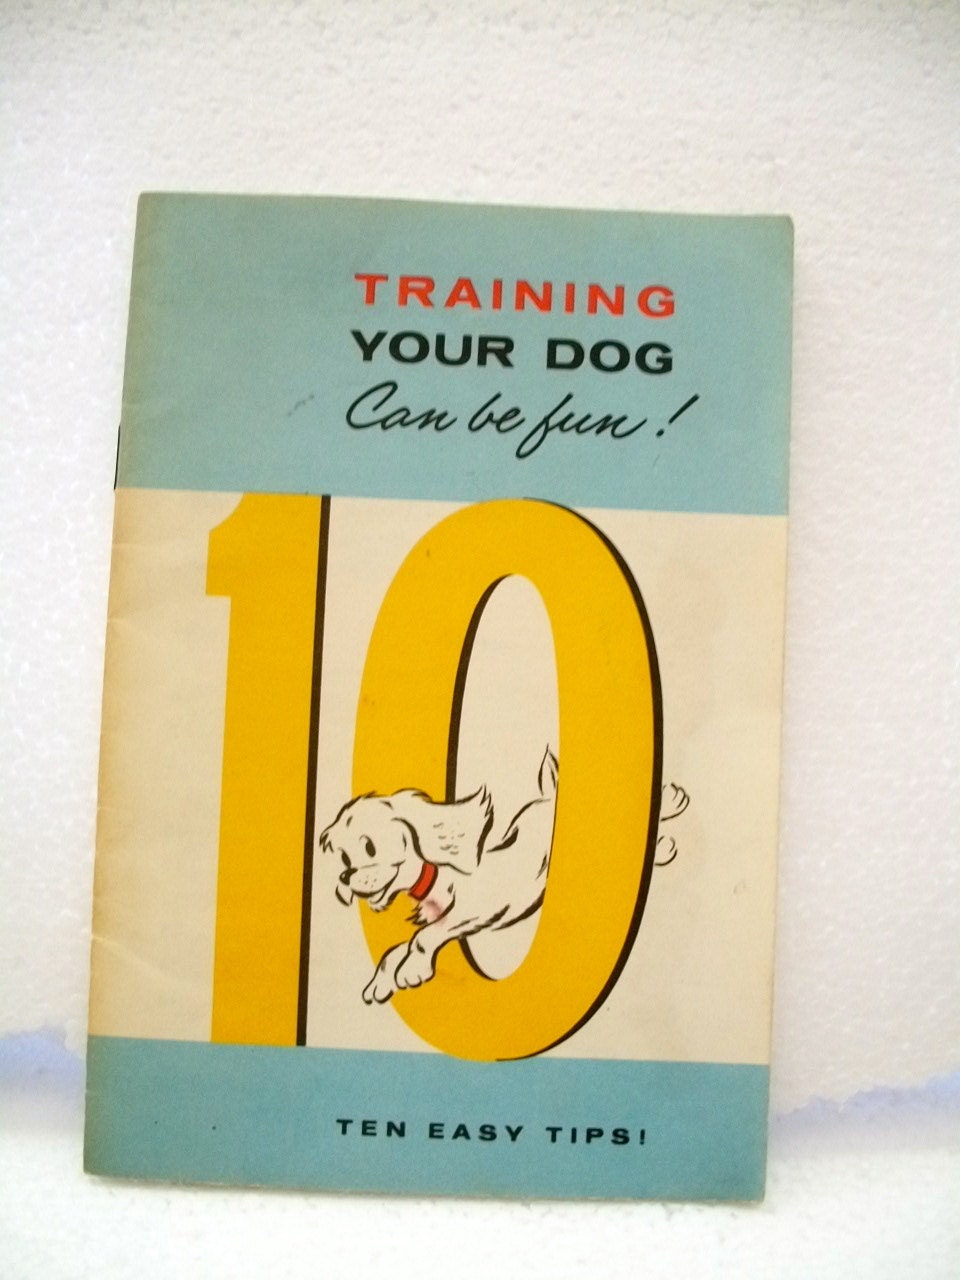 TRAINING
YOUR DOG
Can be fun!
10
TEN EASY TIPS!